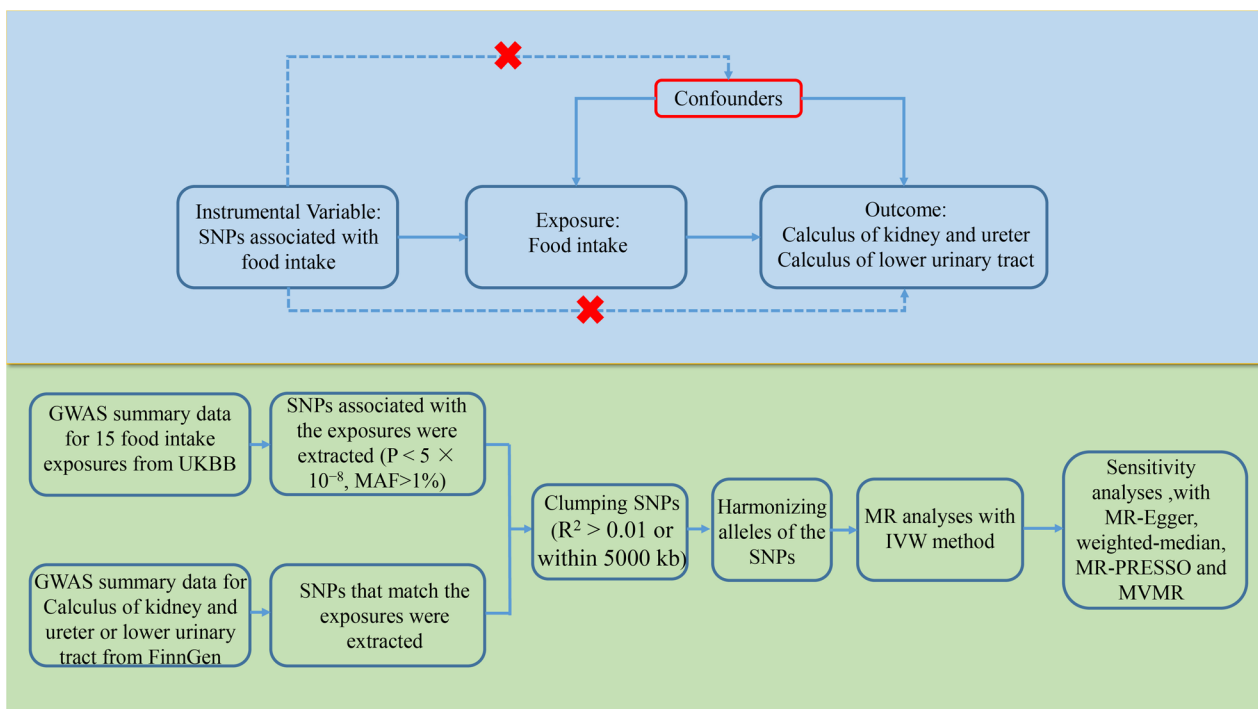 Confounders
Instrumental Variable:
SNPs associated with
food intake
Exposure:
Food intake
Outcome:
Calculus of kidney and ureter
Calculus of lower urinary tract
GWAS summary data
for 15 food intake
exposures from UKBB
SNPs associated with
the exposures were
extracted (P < 5 ×
10⁻⁸, MAF>1%)
GWAS summary data for
Calculus of kidney and
ureter or lower urinary
tract from FinnGen
SNPs that match the
exposures were
extracted
Clumping SNPs
(R² > 0.01 or
within 5000 kb)
Harmonizing
alleles of the
SNPs
MR analyses with
IVW method
Sensitivity
analyses ,with
MR-Egger,
weighted-median,
MR-PRESSO and
MVMR